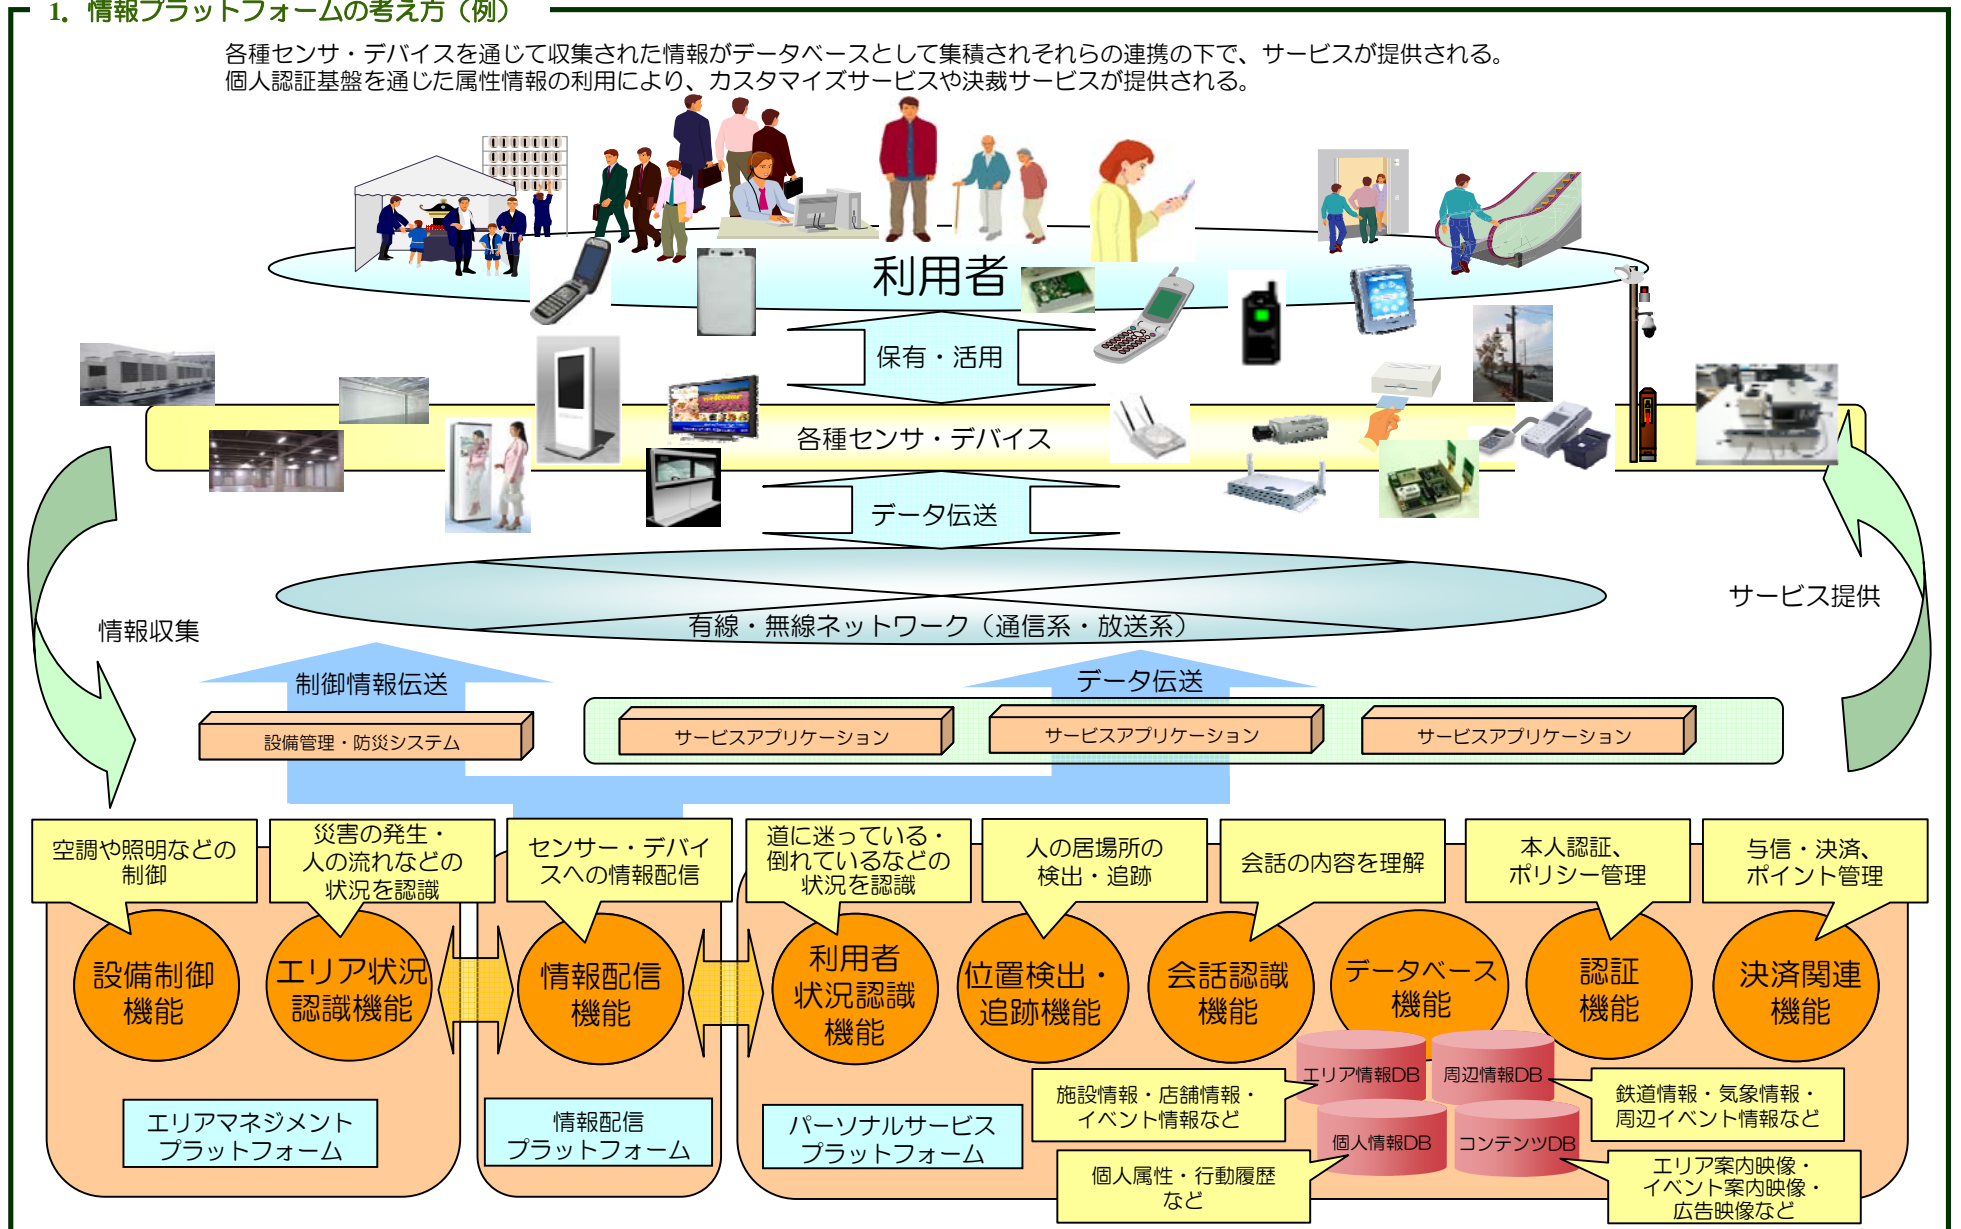 1. 情報プラットフォームの考え方（例）
各種センサ・デバイスを通じて収集された情報がデータベースとして集積されそれらの連携の下で、サービスが提供される。
個人認証基盤を通じた属性情報の利用により、カスタマイズサービスや決裁サービスが提供される。
利用者
保有・活用
各種センサ・デバイス
データ伝送
情報収集
サービス提供
有線・無線ネットワーク（通信系・放送系）
制御情報伝送
データ伝送
設備管理・防災システム
サービスアプリケーション
サービスアプリケーション
サービスアプリケーション
空調や照明などの
制御
災害の発生・
人の流れなどの
状況を認識
センサー・デバイ
スへの情報配信
道に迷っている・
倒れているなどの
状況を認識
人の居場所の
検出・追跡
会話の内容を理解
本人認証、
ポリシー管理
与信・決済、
ポイント管理
設備制御
機能
エリア状況
認識機能
情報配信
機能
利用者
状況認識
機能
位置検出・
追跡機能
会話認識
機能
データベース
機能
認証
機能
決済関連
機能
エリアマネジメント
プラットフォーム
情報配信
プラットフォーム
パーソナルサービス
プラットフォーム
エリア情報DB
周辺情報DB
個人情報DB
コンテンツDB
施設情報・店舗情報・
イベント情報など
鉄道情報・気象情報・
周辺イベント情報など
個人属性・行動履歴
など
エリア案内映像・
イベント案内映像・
広告映像など